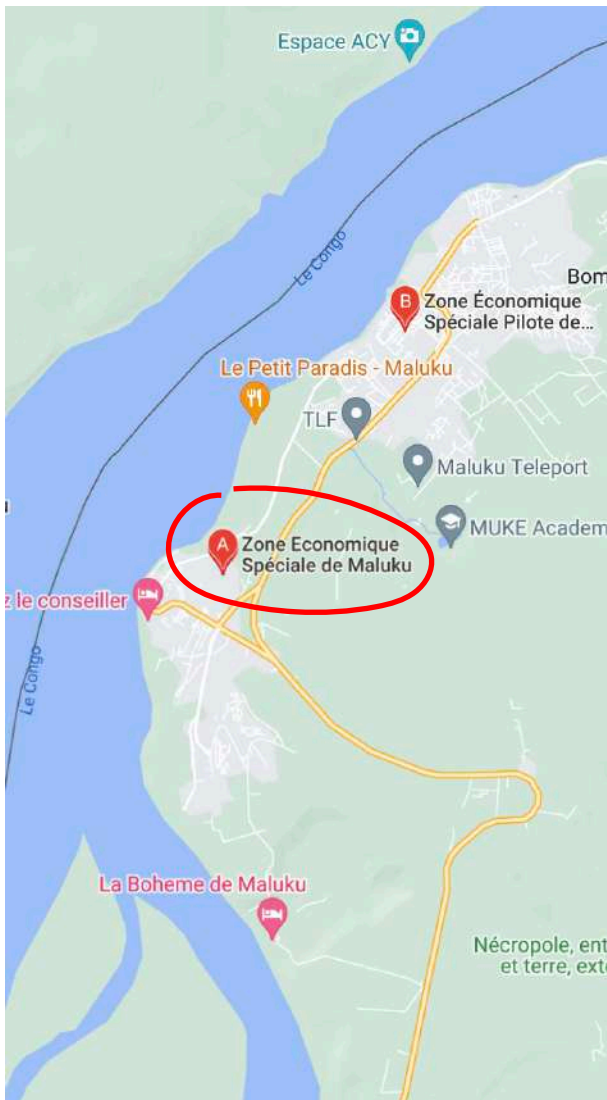 Espace ACY
Le Congo
Bom
B
Zone Économique
Spéciale Pilote de...
Le Petit Paradis - Maluku
TLF
Maluku Teleport
MUKE Academ
A
Zone Economique
Spéciale de Maluku
z le conseiller
Le Congo
La Boheme de Maluku
Nécropole, ent
et terre, exté